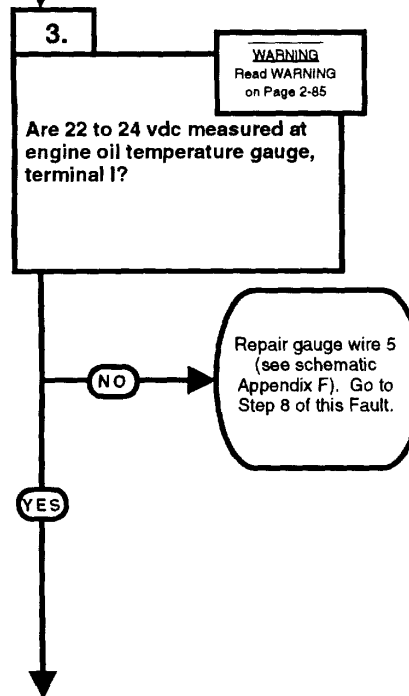 3.
WARNING
Read WARNING
on Page 2-85
Are 22 to 24 vdc measured at
engine oil temperature gauge,
terminal I?
NO
Repair gauge wire 5
(see schematic
Appendix F). Go to
Step 8 of this Fault.
YES